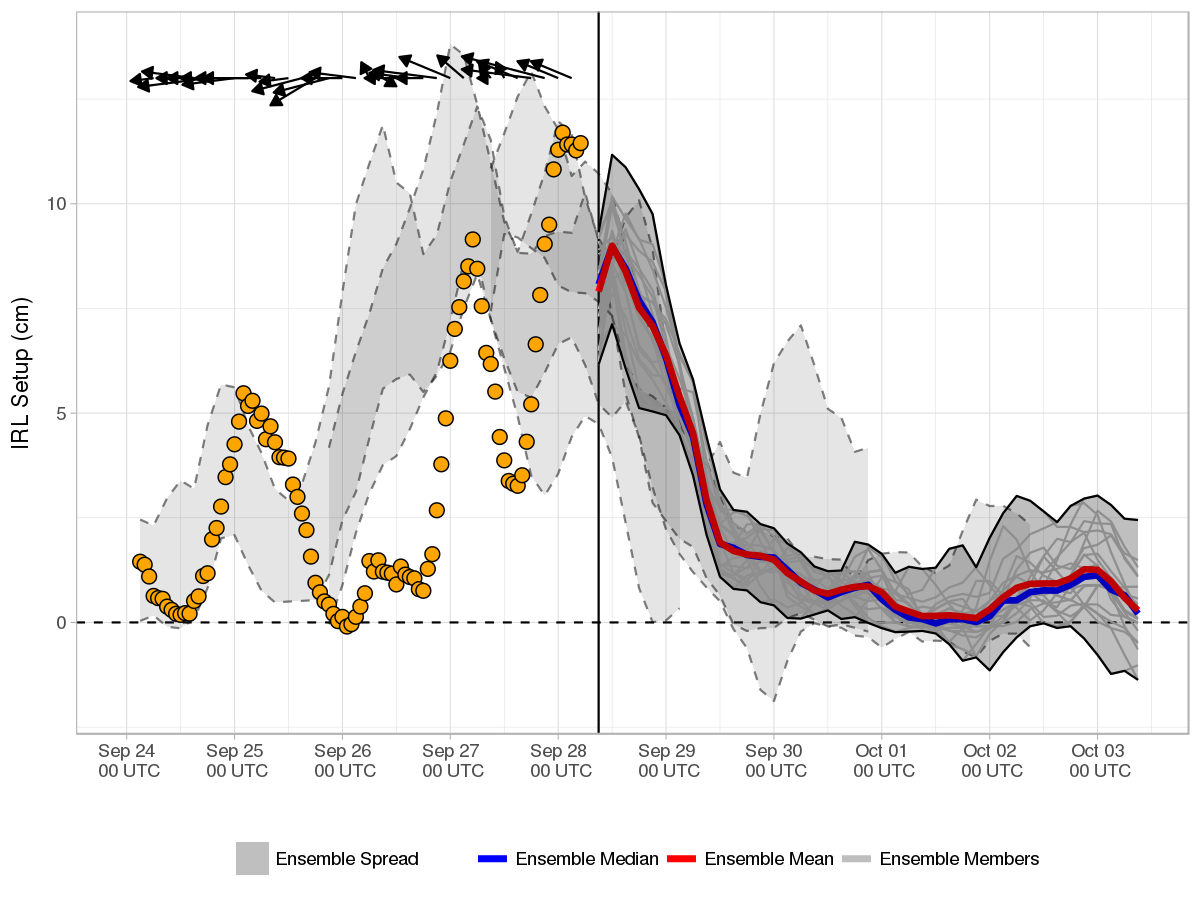 IRL Setup (cm)
10
5
0
Sep 24 Sep 25 Sep 26 Sep 27 Sep 28 Sep 29 Sep 30 Oct 01 Oct 02 Oct 03
00 UTC 00 UTC 00 UTC 00 UTC 00 UTC 00 UTC 00 UTC 00 UTC 00 UTC 00 UTC
Ensemble Spread Ensemble Median Ensemble Mean Ensemble Members